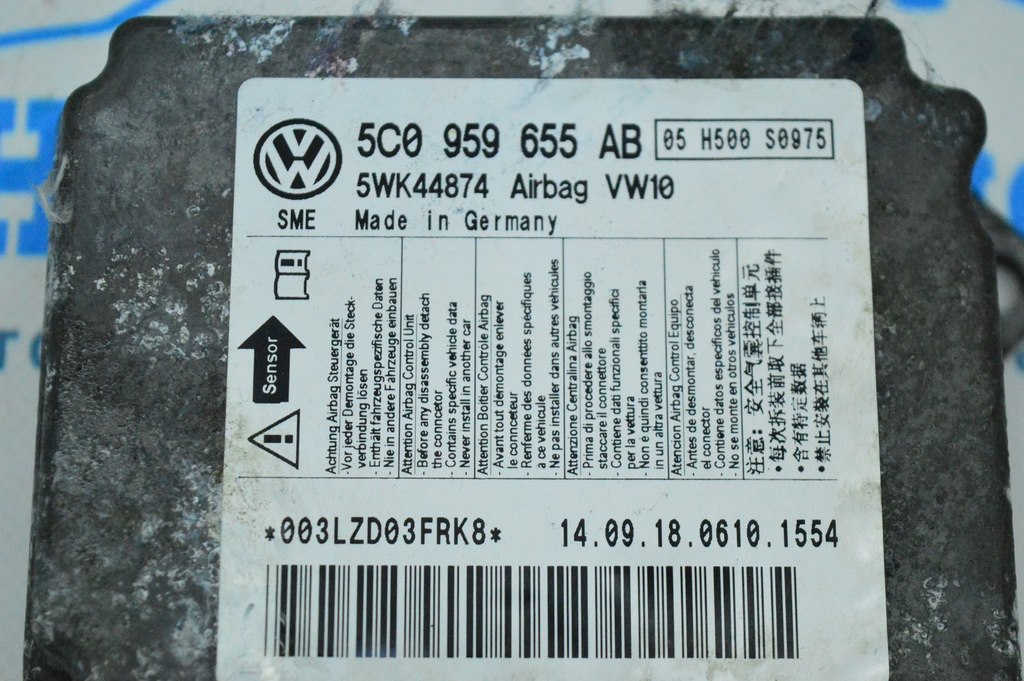 5C0 959 655 AB
05 H500 S0975
5WK44874 Airbag VW10
SME
Made in Germany
Sensor
Achtung Airbag Steuergerät
- Vor jeder Demontage die Steck-
verbindung lösen
- Enthält fahrzeugspezifische Daten
- Nie in andere Fahrzeuge einbauen
Attention Airbag Control Unit
- Before any disassembly detach
the conncetor
- Contains specific vehicle data
- Never install in another car
Attention Boitier Contrôle Airbag
- Avant tout demontage enlever
le connceteur
- Renferme des données spécifiques
a ce vehicule
- Ne pas installer dans autres véhicules
Attenzione Centralina Airbag
- Prima di procedere allo smontaggio
staccare il connettore
- Contiene dati funzionali specifici
per la vettura
- Non e quindi consentitito montarla
in un altra vettura
Atencion Airbag Control Equipo
- Antes de desmontar, desconecta
el conector
- Contiene datos especificos del vehiculo
- No se monte en otros vehiculos
注意: 安全气囊控制单元
•每次拆装前取下全部接插件
•含有特定数据
•禁止安装在其他车辆上
*003LZD03FRK8*
14.09.18.0610.1554